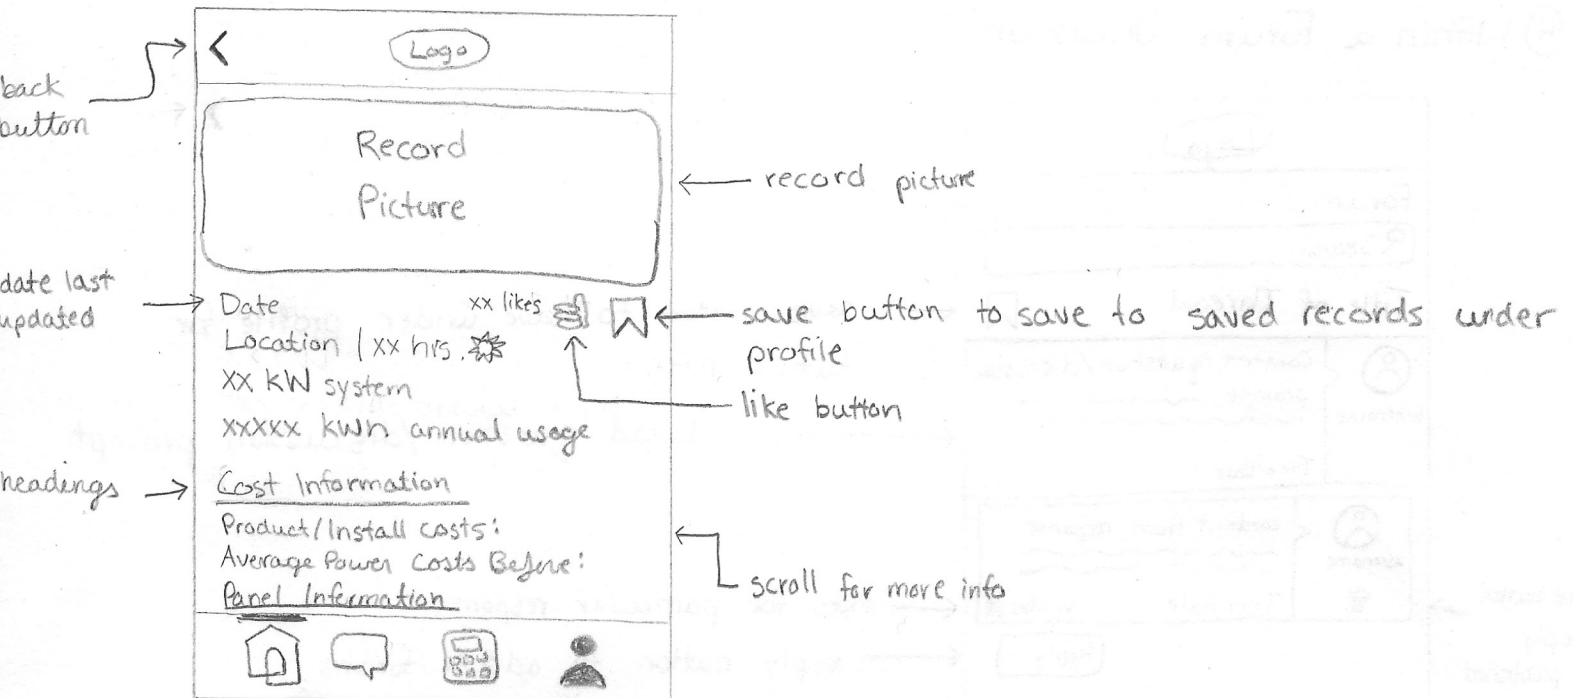 Logo
back
button
Record
Picture
record picture
date last
updated
Date
xx likes
save button to save to saved records under
profile
Location | xx hrs.
like button
xx kW system
xxxxx kWh annual usage
headings
Cost Information
Product/Install costs:
Average Power Costs Before:
scroll for more info
Panel Information